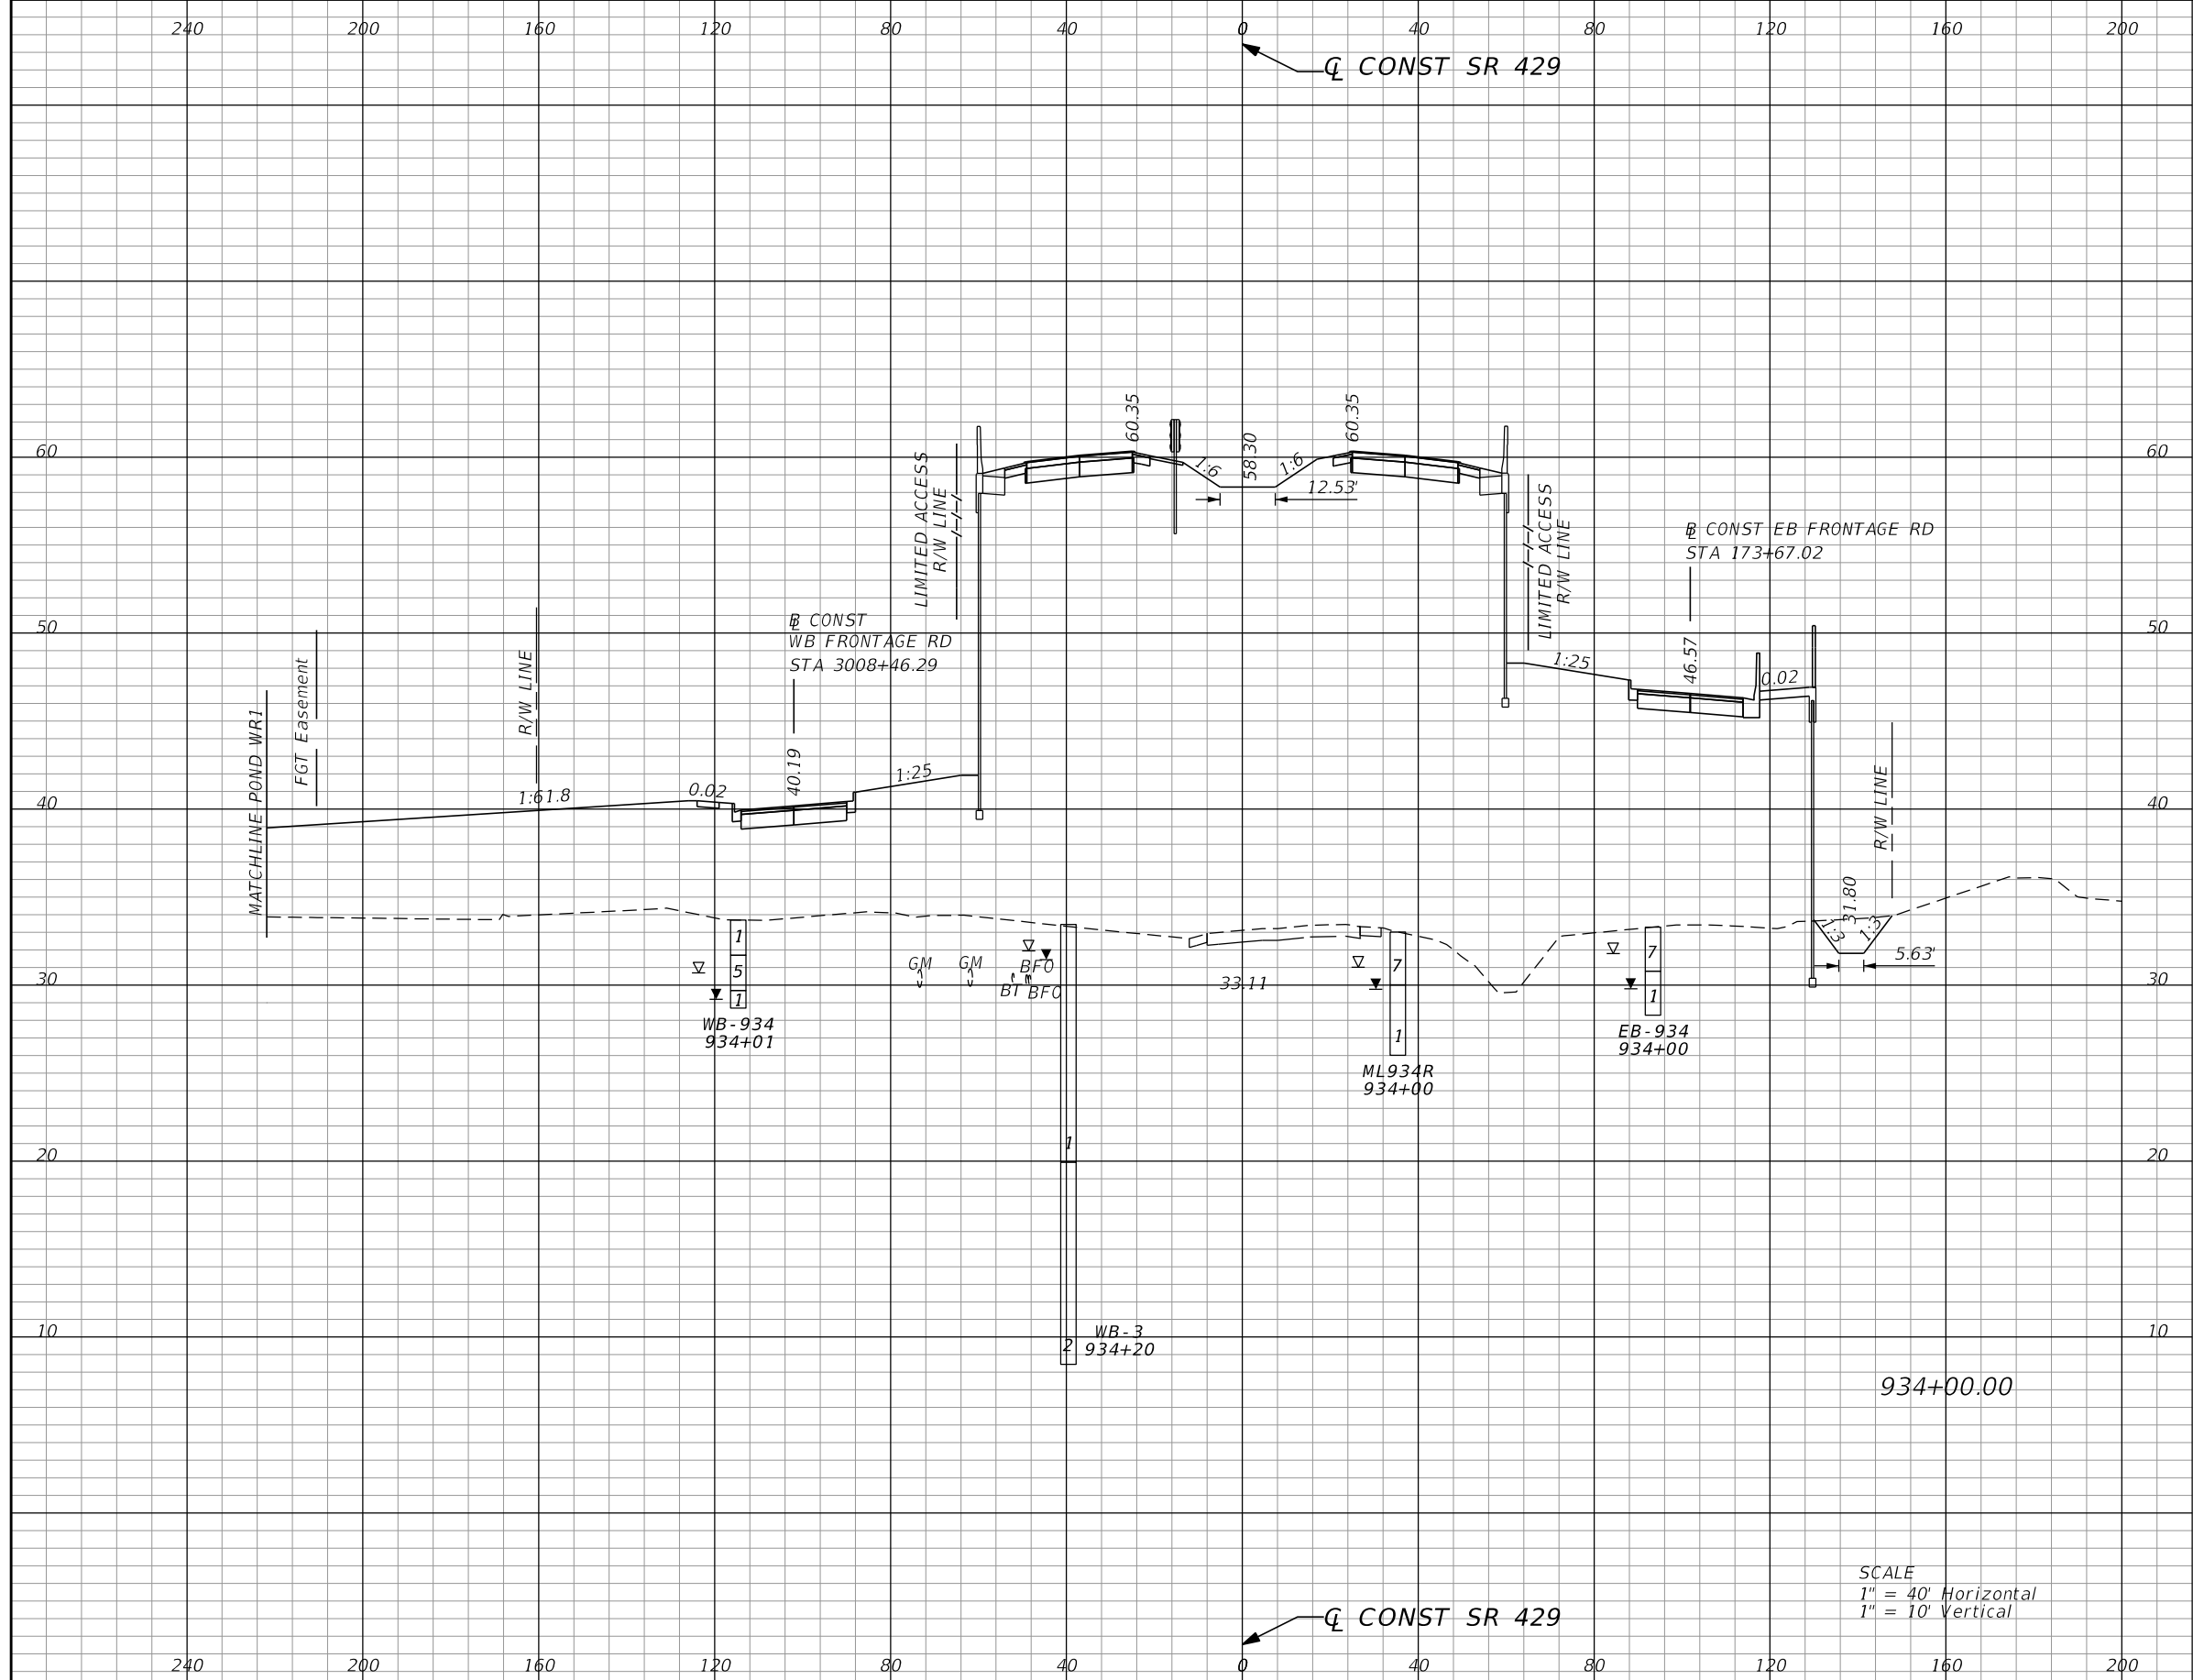 240 200 160 120 80 40 0 40 80 120 160 200
℄ CONST SR 429
60.35
60.35
58.30
1:6
1:6
12.53'
60
60
LIMITED ACCESS
R/W LINE
LIMITED ACCESS
R/W LINE
B CONST EB FRONTAGE RD
STA 173+67.02
46.57
1:25
0.02
50
50
B CONST
WB FRONTAGE RD
STA 3008+46.29
40.19
1:25
0.02
1:61.8
R/W LINE
FGT Easement
MATCHLINE POND WR1
40
40
R/W LINE
31.80
1:3
1:3
5.63'
30
30
1
5
1
WB-934
934+01
GM
GM
BF0
BT
BF0
33.11
7
1
ML934R
934+00
7
1
EB-934
934+00
20
20
1
2
WB-3
934+20
10
10
934+00.00
SCALE
1" = 40' Horizontal
1" = 10' Vertical
℄ CONST SR 429
240 200 160 120 80 40 0 40 80 120 160 200